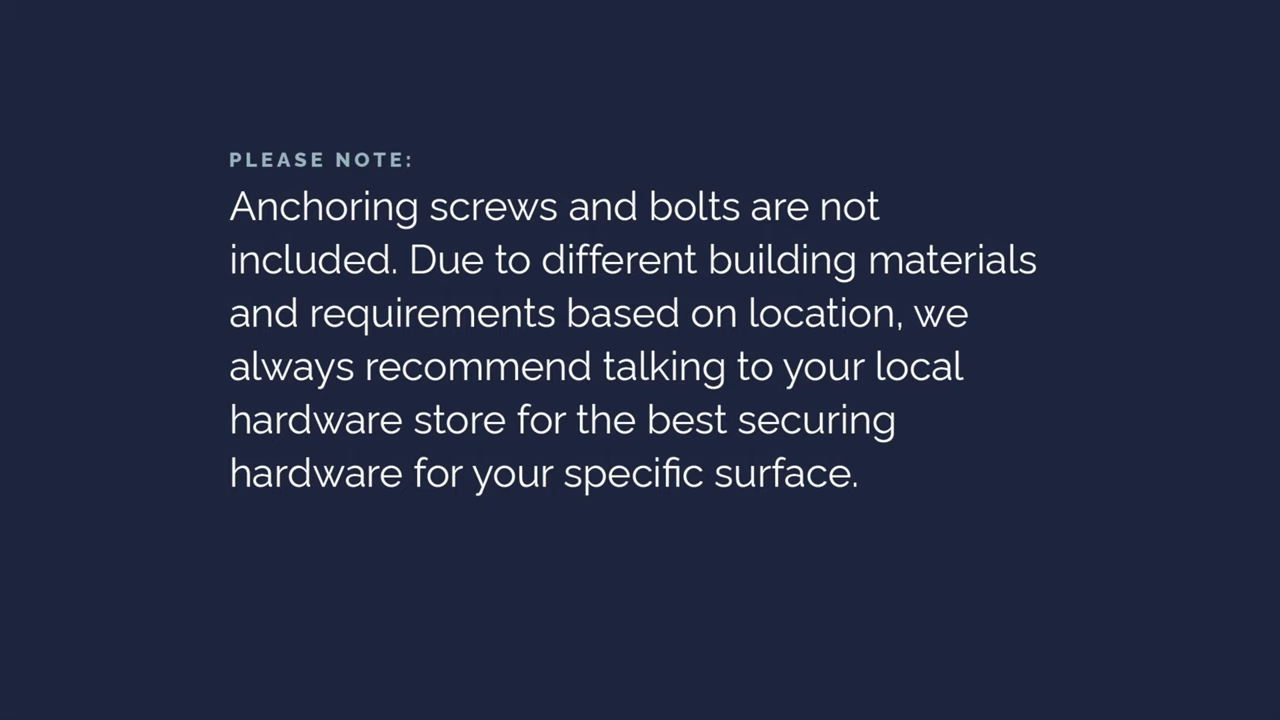 PLEASE NOTE:
Anchoring screws and bolts are not
included. Due to different building materials
and requirements based on location, we
always recommend talking to your local
hardware store for the best securing
hardware for your specific surface.